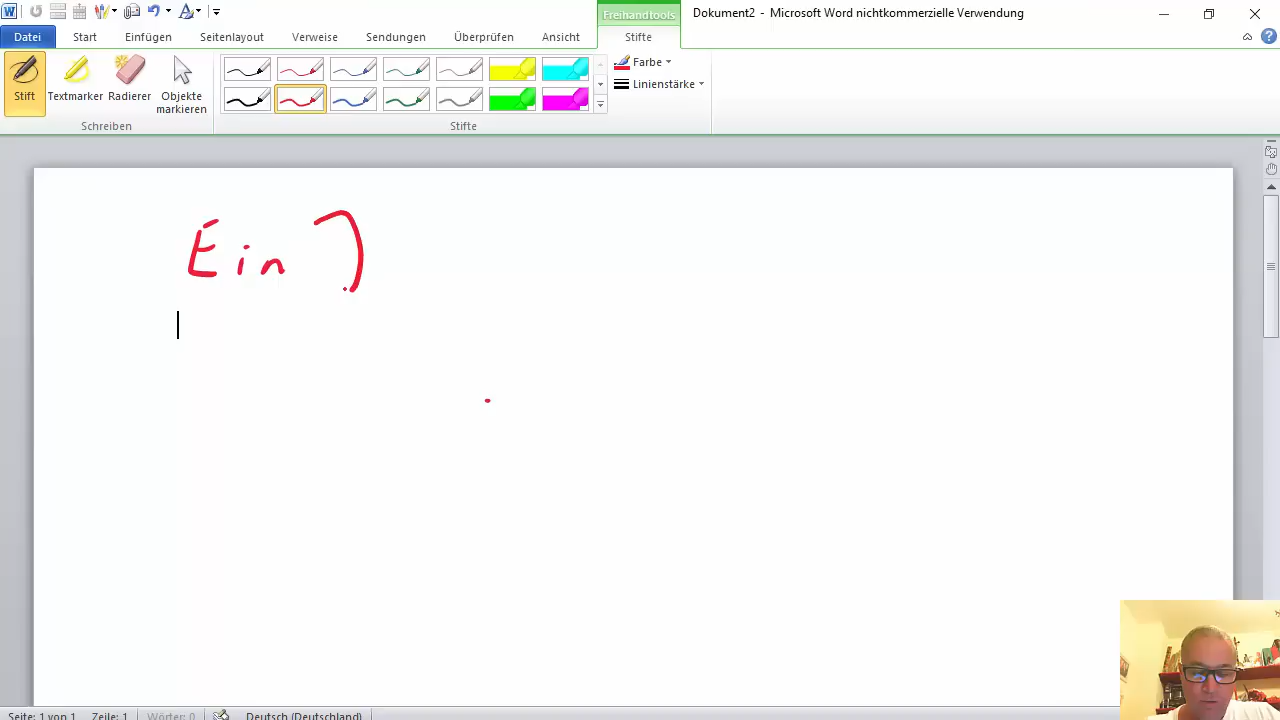 Freihandtools
Dokument2 - Microsoft Word nichtkommerzielle Verwendung
Datei Start Einfügen Seitenlayout Verweise Sendungen Überprüfen Ansicht Stifte
Stift Textmarker Radierer Objekte markieren
Farbe
Linienstärke
Schreiben Stifte
Ein
Seite: 1 von 1 Zeile: 1 Wörter: 0 Deutsch (Deutschland)